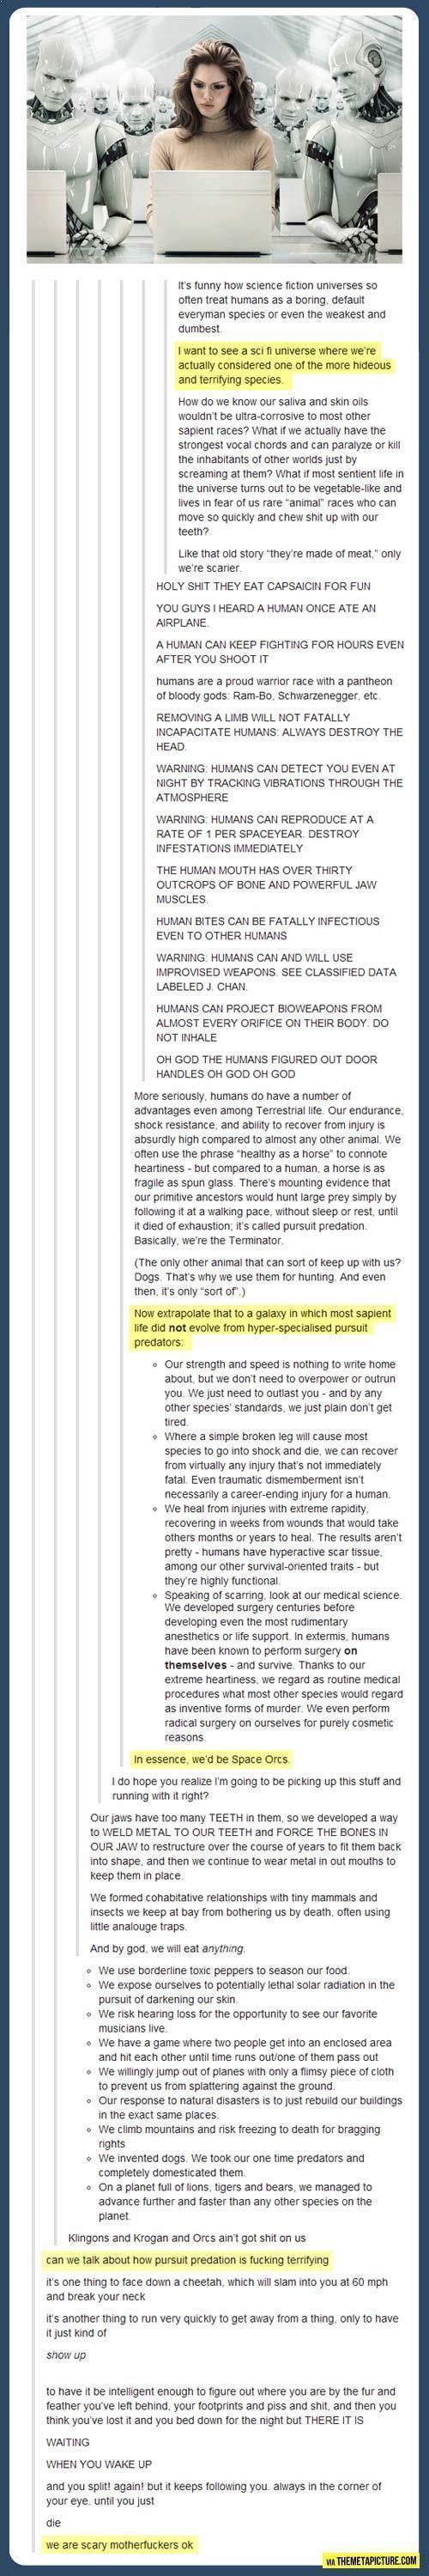 It's funny how science fiction universes so
often treat humans as a boring, default
everyman species or even the weakest and
dumbest.
I want to see a sci fi universe where we're
actually considered one of the more hideous
and terrifying species.
How do we know our saliva and skin oils
wouldn't be ultra-corrosive to most other
sapient races? What if we actually have the
strongest vocal chords and can paralyze or kill
the inhabitants of other worlds just by
screaming at them? What if most sentient life in
the universe turns out to be vegetable-like and
lives in fear of us rare "animal" races who can
move so quickly and chew shit up with our
teeth?
Like that old story "they're made of meat," only
we're scarier.
HOLY SHIT THEY EAT CAPSAICIN FOR FUN
YOU GUYS I HEARD A HUMAN ONCE ATE AN
AIRPLANE.
A HUMAN CAN KEEP FIGHTING FOR HOURS EVEN
AFTER YOU SHOOT IT
humans are a proud warrior race with a pantheon
of bloody gods: Ram-Bo, Schwarzenegger, etc.
REMOVING A LIMB WILL NOT FATALLY
INCAPACITATE HUMANS: ALWAYS DESTROY THE
HEAD.
WARNING: HUMANS CAN DETECT YOU EVEN AT
NIGHT BY TRACKING VIBRATIONS THROUGH THE
ATMOSPHERE
WARNING: HUMANS CAN REPRODUCE AT A
RATE OF 1 PER SPACEYEAR. DESTROY
INFESTATIONS IMMEDIATELY
THE HUMAN MOUTH HAS OVER THIRTY
OUTCROPS OF BONE AND POWERFUL JAW
MUSCLES.
HUMAN BITES CAN BE FATALLY INFECTIOUS
EVEN TO OTHER HUMANS
WARNING: HUMANS CAN AND WILL USE
IMPROVISED WEAPONS. SEE CLASSIFIED DATA
LABELED J. CHAN.
HUMANS CAN PROJECT BIOWEAPONS FROM
ALMOST EVERY ORIFICE ON THEIR BODY. DO
NOT INHALE
OH GOD THE HUMANS FIGURED OUT DOOR
HANDLES OH GOD OH GOD
More seriously, humans do have a number of
advantages even among Terrestrial life. Our endurance,
shock resistance, and ability to recover from injury is
absurdly high compared to almost any other animal. We
often use the phrase "healthy as a horse" to connote
heartiness - but compared to a human, a horse is as
fragile as spun glass. There's mounting evidence that
our primitive ancestors would hunt large prey simply by
following it at a walking pace, without sleep or rest, until
it died of exhaustion; it's called pursuit predation.
Basically, we're the Terminator.
(The only other animal that can sort of keep up with us?
Dogs. That's why we use them for hunting. And even
then, it's only "sort of".)
Now extrapolate that to a galaxy in which most sapient
life did not evolve from hyper-specialised pursuit
predators:
◦ Our strength and speed is nothing to write home
about, but we don't need to overpower or outrun
you. We just need to outlast you - and by any
other species' standards, we just plain don't get
tired.
◦ Where a simple broken leg will cause most
species to go into shock and die, we can recover
from virtually any injury that's not immediately
fatal. Even traumatic dismemberment isn't
necessarily a career-ending injury for a human.
◦ We heal from injuries with extreme rapidity,
recovering in weeks from wounds that would take
others months or years to heal. The results aren't
pretty - humans have hyperactive scar tissue,
among our other survival-oriented traits - but
they're highly functional.
◦ Speaking of scarring, look at our medical science.
We developed surgery centuries before
developing even the most rudimentary
anesthetics or life support. In extermis, humans
have been known to perform surgery on
themselves - and survive. Thanks to our
extreme heartiness, we regard as routine medical
procedures what most other species would regard
as inventive forms of murder. We even perform
radical surgery on ourselves for purely cosmetic
reasons.
In essence, we'd be Space Orcs.
I do hope you realize I'm going to be picking up this stuff and
running with it right?
Our jaws have too many TEETH in them, so we developed a way
to WELD METAL TO OUR TEETH and FORCE THE BONES IN
OUR JAW to restructure over the course of years to fit them back
into shape, and then we continue to wear metal in out mouths to
keep them in place.
We formed cohabitative relationships with tiny mammals and
insects we keep at bay from bothering us by death, often using
little analouge traps.
And by god, we will eat anything.
◦ We use borderline toxic peppers to season our food.
◦ We expose ourselves to potentially lethal solar radiation in the
pursuit of darkening our skin.
◦ We risk hearing loss for the opportunity to see our favorite
musicians live.
◦ We have a game where two people get into an enclosed area
and hit each other until time runs out/one of them pass out
◦ We willingly jump out of planes with only a flimsy piece of cloth
to prevent us from splattering against the ground.
◦ Our response to natural disasters is to just rebuild our buildings
in the exact same places.
◦ We climb mountains and risk freezing to death for bragging
rights
◦ We invented dogs. We took our one time predators and
completely domesticated them.
◦ On a planet full of lions, tigers and bears, we managed to
advance further and faster than any other species on the
planet.
Klingons and Krogan and Orcs ain't got shit on us
can we talk about how pursuit predation is fucking terrifying
it's one thing to face down a cheetah, which will slam into you at 60 mph
and break your neck
it's another thing to run very quickly to get away from a thing, only to have
it just kind of
show up
to have it be intelligent enough to figure out where you are by the fur and
feather you've left behind, your footprints and piss and shit, and then you
think you've lost it and you bed down for the night but THERE IT IS
WAITING
WHEN YOU WAKE UP
and you split! again! but it keeps following you. always in the corner of
your eye. until you just
die
we are scary motherfuckers ok
VIA THEMETAPICTURE.COM